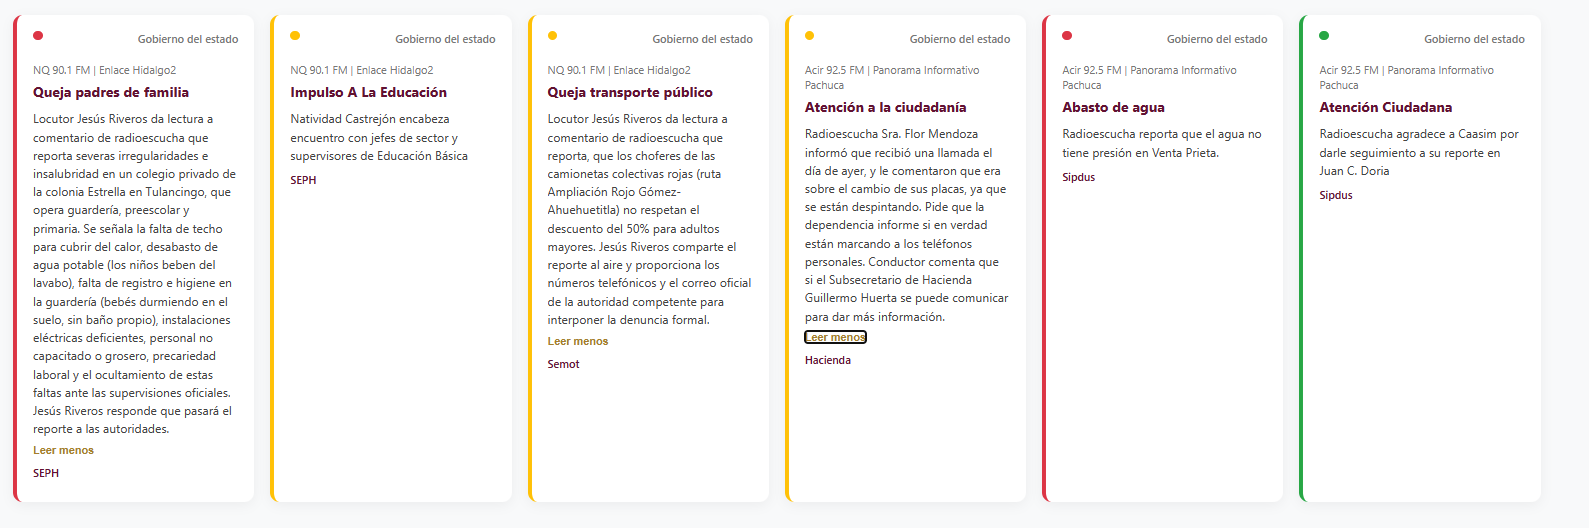 Gobierno del estado
NQ 90.1 FM | Enlace Hidalgo2
Queja padres de familia
Locutor Jesús Riveros da lectura a
comentario de radioescucha que
reporta severas irregularidades e
insalubridad en un colegio privado de
la colonia Estrella en Tulancingo, que
opera guardería, preescolar y
primaria. Se señala la falta de techo
para cubrir del calor, desabasto de
agua potable (los niños beben del
lavabo), falta de registro e higiene en
la guardería (bebés durmiendo en el
suelo, sin baño propio), instalaciones
eléctricas deficientes, personal no
capacitado o grosero, precariedad
laboral y el ocultamiento de estas
faltas ante las supervisiones oficiales.
Jesús Riveros responde que pasará el
reporte a las autoridades.
Leer menos
SEPH
Gobierno del estado
NQ 90.1 FM | Enlace Hidalgo2
Impulso A La Educación
Natividad Castrejón encabeza
encuentro con jefes de sector y
supervisores de Educación Básica
SEPH
Gobierno del estado
NQ 90.1 FM | Enlace Hidalgo2
Queja transporte público
Locutor Jesús Riveros da lectura a
comentario de radioescucha que
reporta, que los choferes de las
camionetas colectivas rojas (ruta
Ampliación Rojo Gómez-
Ahuehuetitla) no respetan el
descuento del 50% para adultos
mayores. Jesús Riveros comparte el
reporte al aire y proporciona los
números telefónicos y el correo oficial
de la autoridad competente para
interponer la denuncia formal.
Leer menos
Semot
Gobierno del estado
Acir 92.5 FM | Panorama Informativo
Pachuca
Atención a la ciudadanía
Radioescucha Sra. Flor Mendoza
informó que recibió una llamada el
día de ayer, y le comentaron que era
sobre el cambio de sus placas, ya que
se están despintando. Pide que la
dependencia informe si en verdad
están marcando a los teléfonos
personales. Conductor comenta que
si el Subsecretario de Hacienda
Guillermo Huerta se puede comunicar
para dar más información.
Leer menos
Hacienda
Gobierno del estado
Acir 92.5 FM | Panorama Informativo
Pachuca
Abasto de agua
Radioescucha reporta que el agua no
tiene presión en Venta Prieta.
Sipdus
Gobierno del estado
Acir 92.5 FM | Panorama Informativo
Pachuca
Atención Ciudadana
Radioescucha agradece a Caasim por
darle seguimiento a su reporte en
Juan C. Doria
Sipdus